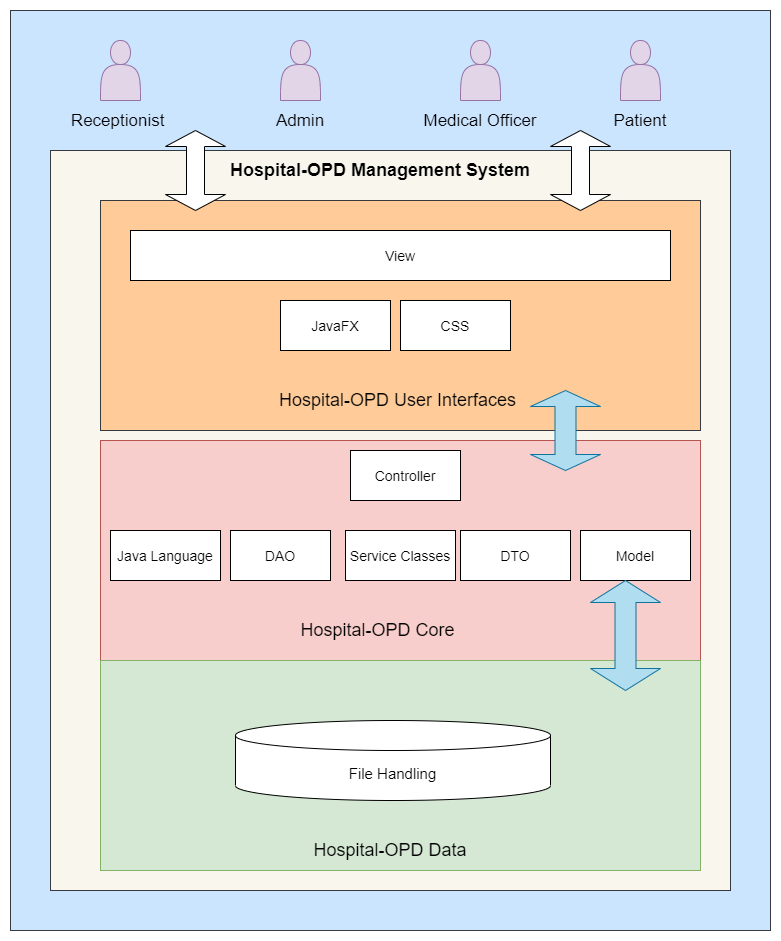 Receptionist
Admin
Medical Officer
Patient
Hospital-OPD Management System
View
JavaFX
CSS
Hospital-OPD User Interfaces
Controller
Java Language
DAO
Service Classes
DTO
Model
Hospital-OPD Core
File Handling
Hospital-OPD Data